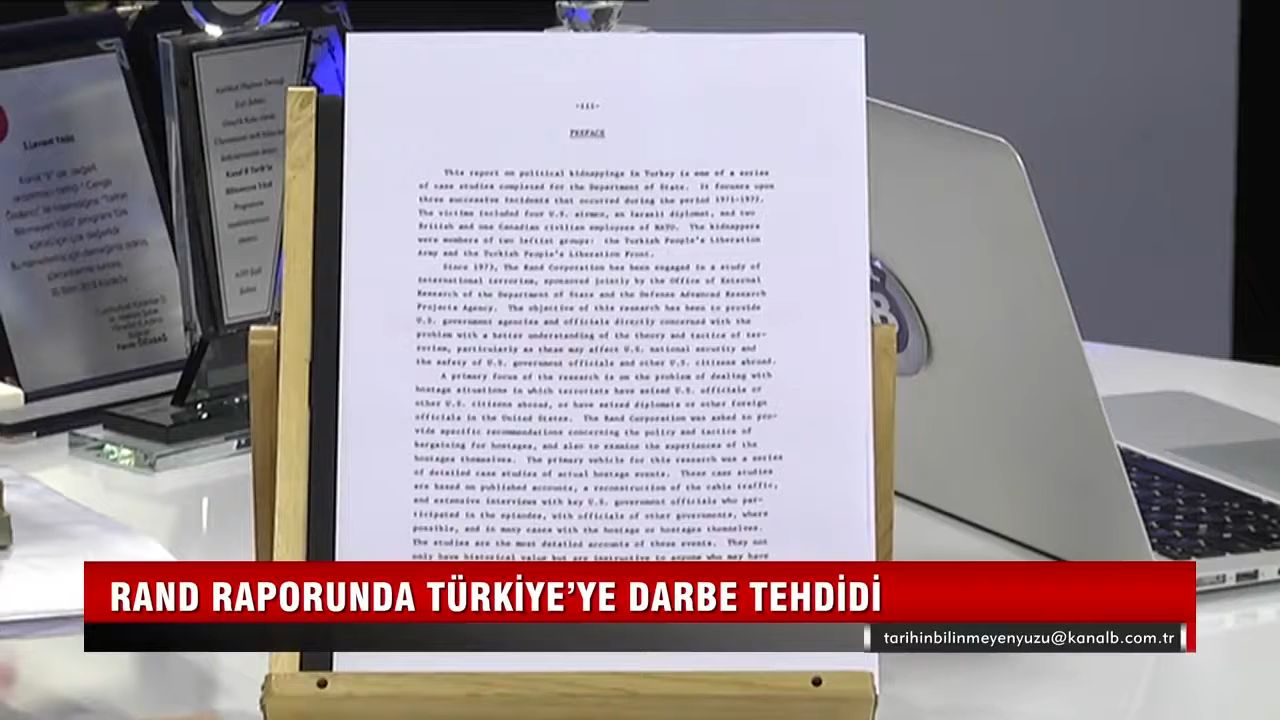 -iii-
PREFACE
This report on political kidnappings in Turkey is one of a series
of case studies completed for the Department of State. It focuses upon
three successive incidents that occurred during the period 1971-1972.
The victims included four U.S. airmen, an Israeli diplomat, and two
British and one Canadian civilian employees of NATO. The kidnappers
were members of two leftist groups: the Turkish People's Liberation
Army and the Turkish People's Liberation Front.
Since 1973, The Rand Corporation has been engaged in a study of
international terrorism, sponsored jointly by the Office of External
Research of the Department of State and the Defense Advanced Research
Projects Agency. The objective of this research has been to provide
U.S. government agencies and officials directly concerned with the
problem with a better understanding of the theory and tactics of ter-
rorism, particularly as these may affect U.S. national security and
the safety of U.S. government officials and other U.S. citizens abroad.
A primary focus of the research is on the problem of dealing with
hostage situations in which terrorists have seized U.S. officials or
other U.S. citizens abroad, or have seized diplomats or other foreign
officials in the United States. The Rand Corporation was asked to pro-
vide specific recommendations concerning the policy and tactics of
bargaining for hostages, and also to examine the experiences of the
hostages themselves. The primary vehicle for this research was a series
of detailed case studies of actual hostage events. These case studies
are based on published accounts, a reconstruction of the cable traffic,
and extensive interviews with key U.S. government officials who par-
ticipated in the episodes, with officials of other governments, where
possible, and in many cases with the hostage or hostages themselves.
The studies are the most detailed accounts of these events. They not
only have historical value but are instructive to anyone who may have
RAND RAPORUNDA TÜRKİYE'YE DARBE TEHDİDİ
tarihinbilinmeyenyuzu@kanalb.com.tr